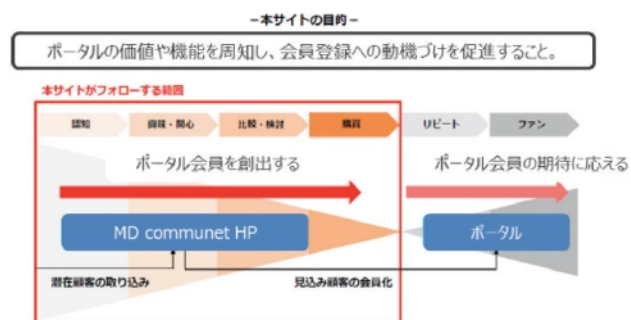 –本サイトの目的–
ポータルの価値や機能を周知し、会員登録への動機づけを促進すること。
本サイトがフォローする範囲
認知
興味・関心
比較・検討
購買
リピート
ファン
ポータル会員を創出する
ポータル会員の期待に応える
MD communet HP
ポータル
潜在顧客の取り込み
見込み顧客の会員化